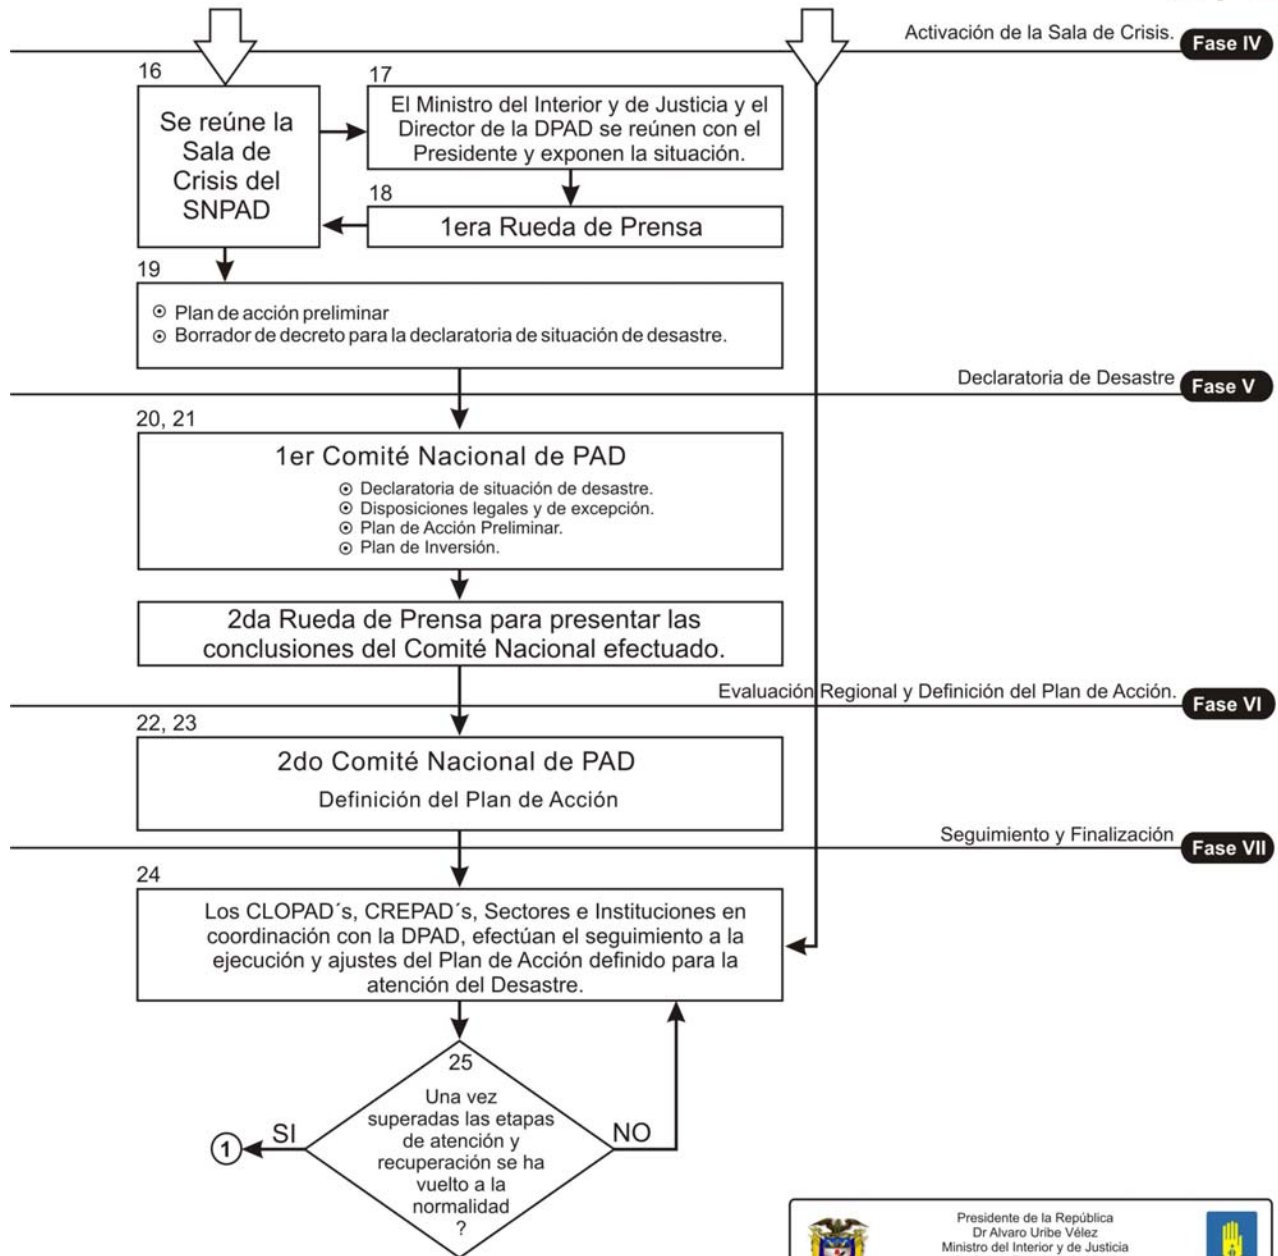 Activación de la Sala de Crisis.
Fase IV
16
Se reúne la
Sala de
Crisis del
SNPAD
17
El Ministro del Interior y de Justicia y el
Director de la DPAD se reúnen con el
Presidente y exponen la situación.
18
1era Rueda de Prensa
19
Plan de acción preliminar
Borrador de decreto para la declaratoria de situación de desastre.
Declaratoria de Desastre
Fase V
20, 21
1er Comité Nacional de PAD
Declaratoria de situación de desastre.
Disposiciones legales y de excepción.
Plan de Acción Preliminar.
Plan de Inversión.
2da Rueda de Prensa para presentar las
conclusiones del Comité Nacional efectuado.
Evaluación Regional y Definición del Plan de Acción.
Fase VI
22, 23
2do Comité Nacional de PAD
Definición del Plan de Acción
Seguimiento y Finalización
Fase VII
24
Los CLOPAD´s, CREPAD´s, Sectores e Instituciones en
coordinación con la DPAD, efectúan el seguimiento a la
ejecución y ajustes del Plan de Acción definido para la
atención del Desastre.
25
Una vez
superadas las etapas
de atención y
recuperación se ha
vuelto a la
normalidad
?
SI
NO
1
Presidente de la República
Dr Alvaro Uribe Vélez
Ministro del Interior y de Justicia